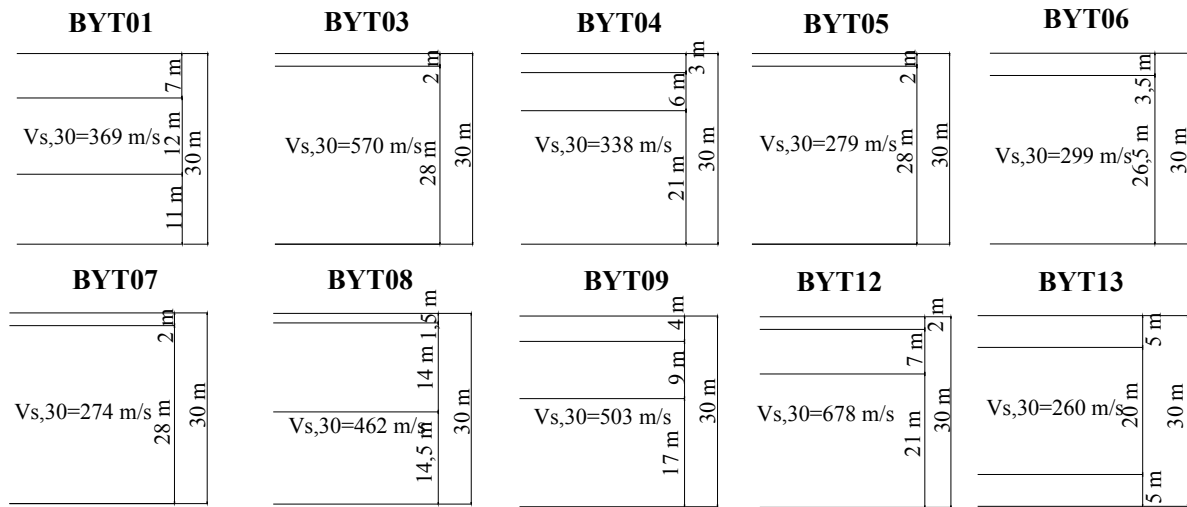 BYT01
7 m
12 m
11 m
30 m
Vs,30=369 m/s
BYT03
2 m
28 m
30 m
Vs,30=570 m/s
BYT04
3 m
6 m
21 m
30 m
Vs,30=338 m/s
BYT05
2 m
28 m
30 m
Vs,30=279 m/s
BYT06
3,5 m
26,5 m
30 m
Vs,30=299 m/s
BYT07
2 m
28 m
30 m
Vs,30=274 m/s
BYT08
1,5 m
14 m
14,5 m
30 m
Vs,30=462 m/s
BYT09
4 m
9 m
17 m
30 m
Vs,30=503 m/s
BYT12
2 m
7 m
21 m
30 m
Vs,30=678 m/s
BYT13
5 m
20 m
5 m
30 m
Vs,30=260 m/s